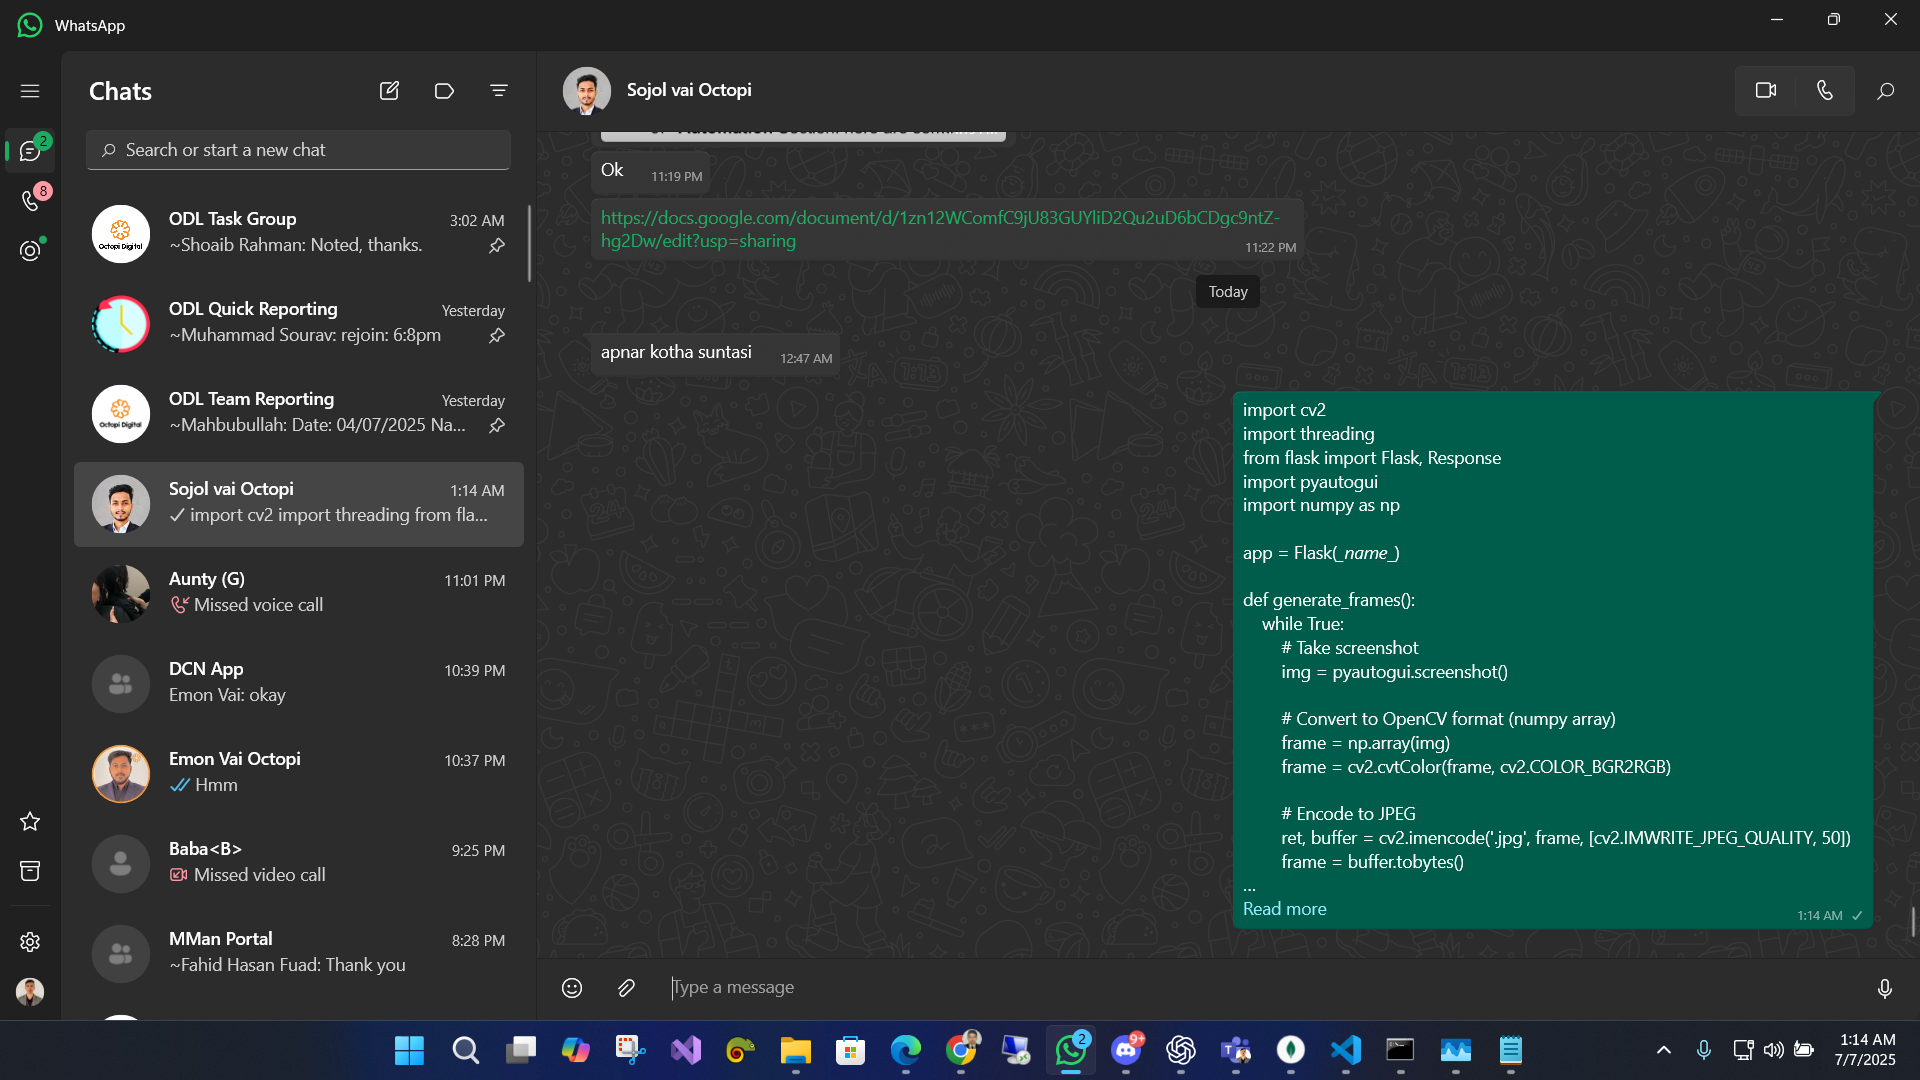 WhatsApp
Chats
Search or start a new chat
2
8
ODL Task Group
3:02 AM
~Shoaib Rahman: Noted, thanks.
ODL Quick Reporting
Yesterday
~Muhammad Sourav: rejoin: 6:8pm
ODL Team Reporting
Yesterday
~Mahbubullah: Date: 04/07/2025 Na...
Sojol vai Octopi
1:14 AM
import cv2 import threading from fla...
Aunty (G)
11:01 PM
Missed voice call
DCN App
10:39 PM
Emon Vai: okay
Emon Vai Octopi
10:37 PM
Hmm
Baba<B>
9:25 PM
Missed video call
MMan Portal
8:28 PM
~Fahid Hasan Fuad: Thank you
Octopi Digital
Octopi Digital
Sojol vai Octopi
Ok
11:19 PM
https://docs.google.com/document/d/1zn12WComfC9jU83GUYliD2Qu2uD6bCDgc9ntZ-
hg2Dw/edit?usp=sharing
11:22 PM
Today
apnar kotha suntasi
12:47 AM
import cv2
import threading
from flask import Flask, Response
import pyautogui
import numpy as np
app = Flask(_name_)
def generate_frames():
while True:
# Take screenshot
img = pyautogui.screenshot()
# Convert to OpenCV format (numpy array)
frame = np.array(img)
frame = cv2.cvtColor(frame, cv2.COLOR_BGR2RGB)
# Encode to JPEG
ret, buffer = cv2.imencode('.jpg', frame, [cv2.IMWRITE_JPEG_QUALITY, 50])
frame = buffer.tobytes()
...
Read more
1:14 AM
Type a message
2
9+
1:14 AM
7/7/2025